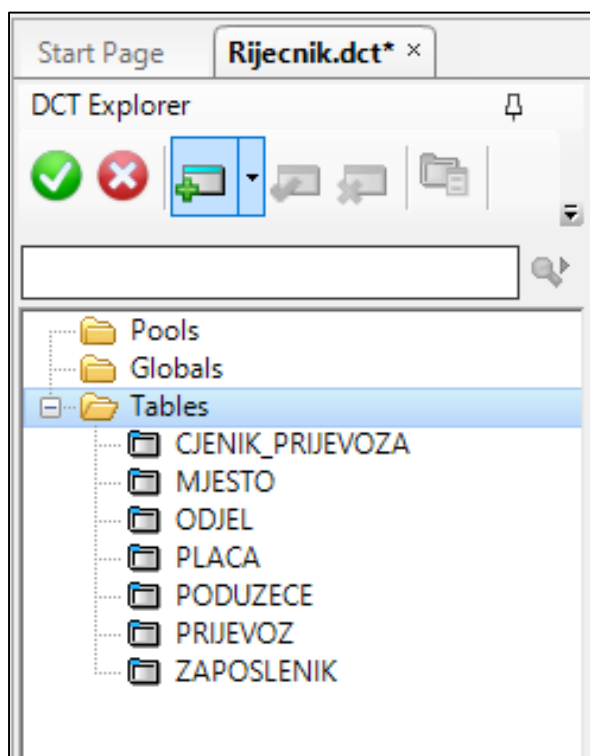 Start Page Rijecnik.dct* ×
DCT Explorer
Pools
Globals
Tables
CJENIK_PRIJEVOZA
MJESTO
ODJEL
PLACA
PODUZECE
PRIJEVOZ
ZAPOSLENIK